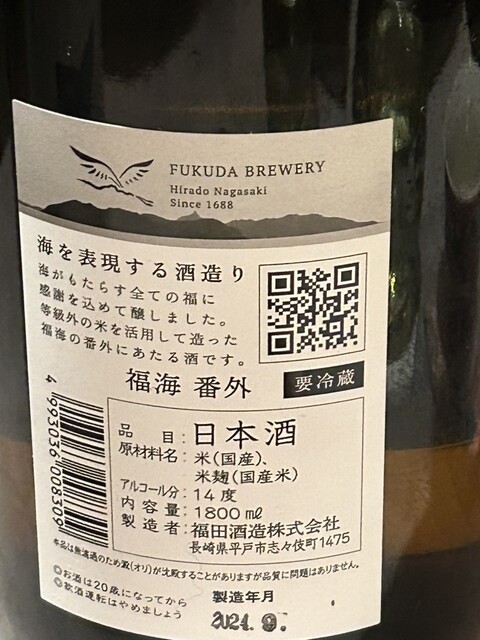 FUKUDA BREWERY
Hirado Nagasaki
Since 1688
海を表現する酒造り
海がもたらす全ての福に
感謝を込めて醸しました。
等級外の米を活用して造った
福海の番外にあたる酒です。
福海 番外
要冷蔵
品目：日本酒
原材料名：米（国産）、
米麹（国産米）
アルコール分：14度
内容量：1800㎖
製造者：福田酒造株式会社
長崎県平戸市志々伎町1475
4 993036 008309
本品は無濾過のため滓（オリ）が沈殿することがありますが品質に問題はありません。
◎お酒は20歳になってから
◎飲酒運転はやめましょう
製造年月
2024.9.